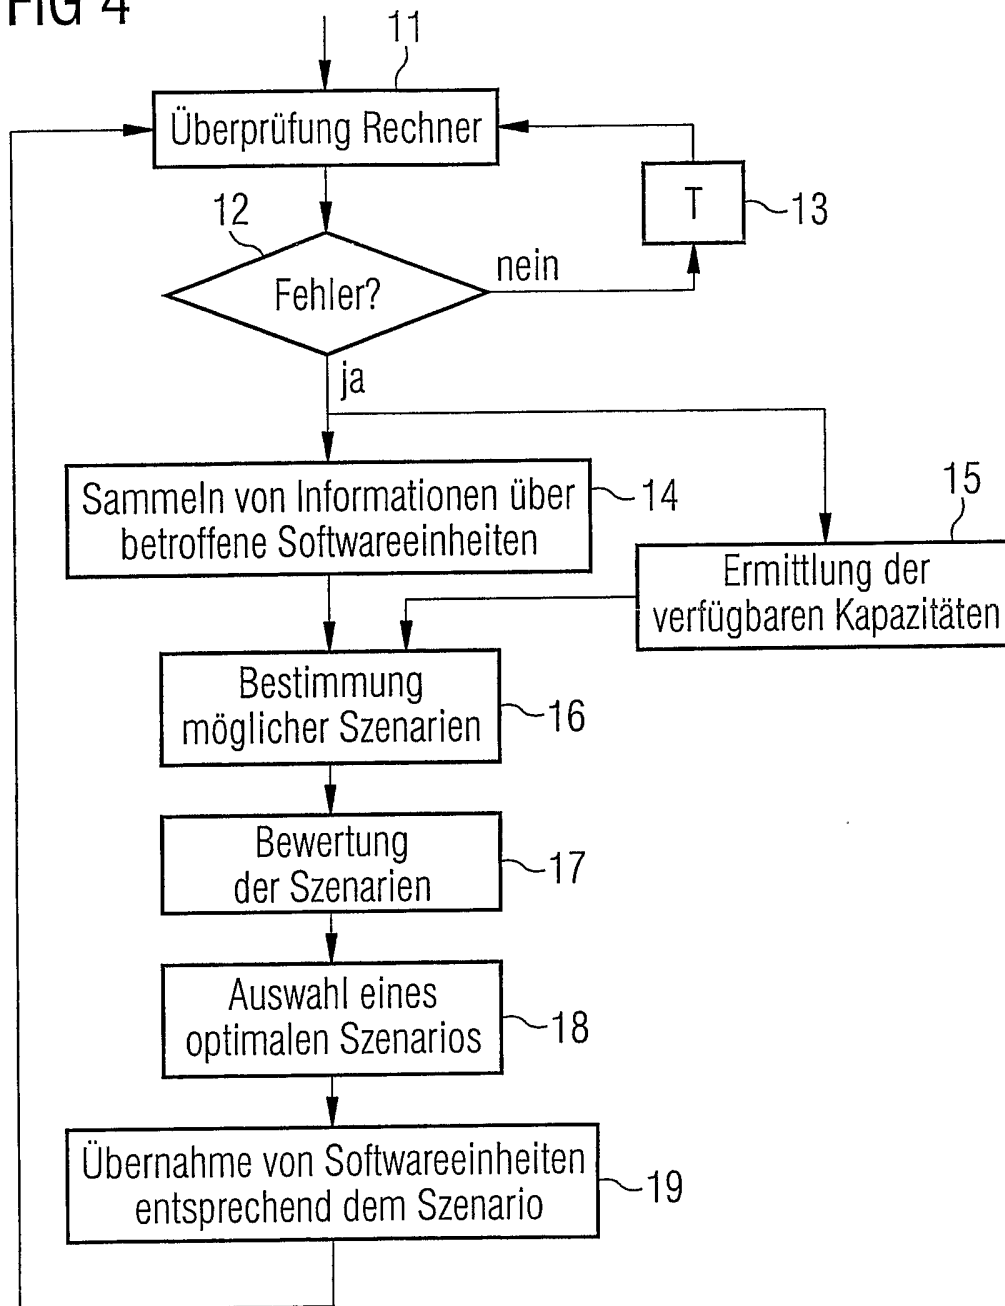 FIG 4
11
Überprüfung Rechner
12
T
13
nein
Fehler?
ja
Sammeln von Informationen über
betroffene Softwareeinheiten
14
15
Ermittlung der
verfügbaren Kapazitäten
Bestimmung
möglicher Szenarien
16
Bewertung
der Szenarien
17
Auswahl eines
optimalen Szenarios
18
Übernahme von Softwareeinheiten
entsprechend dem Szenario
19